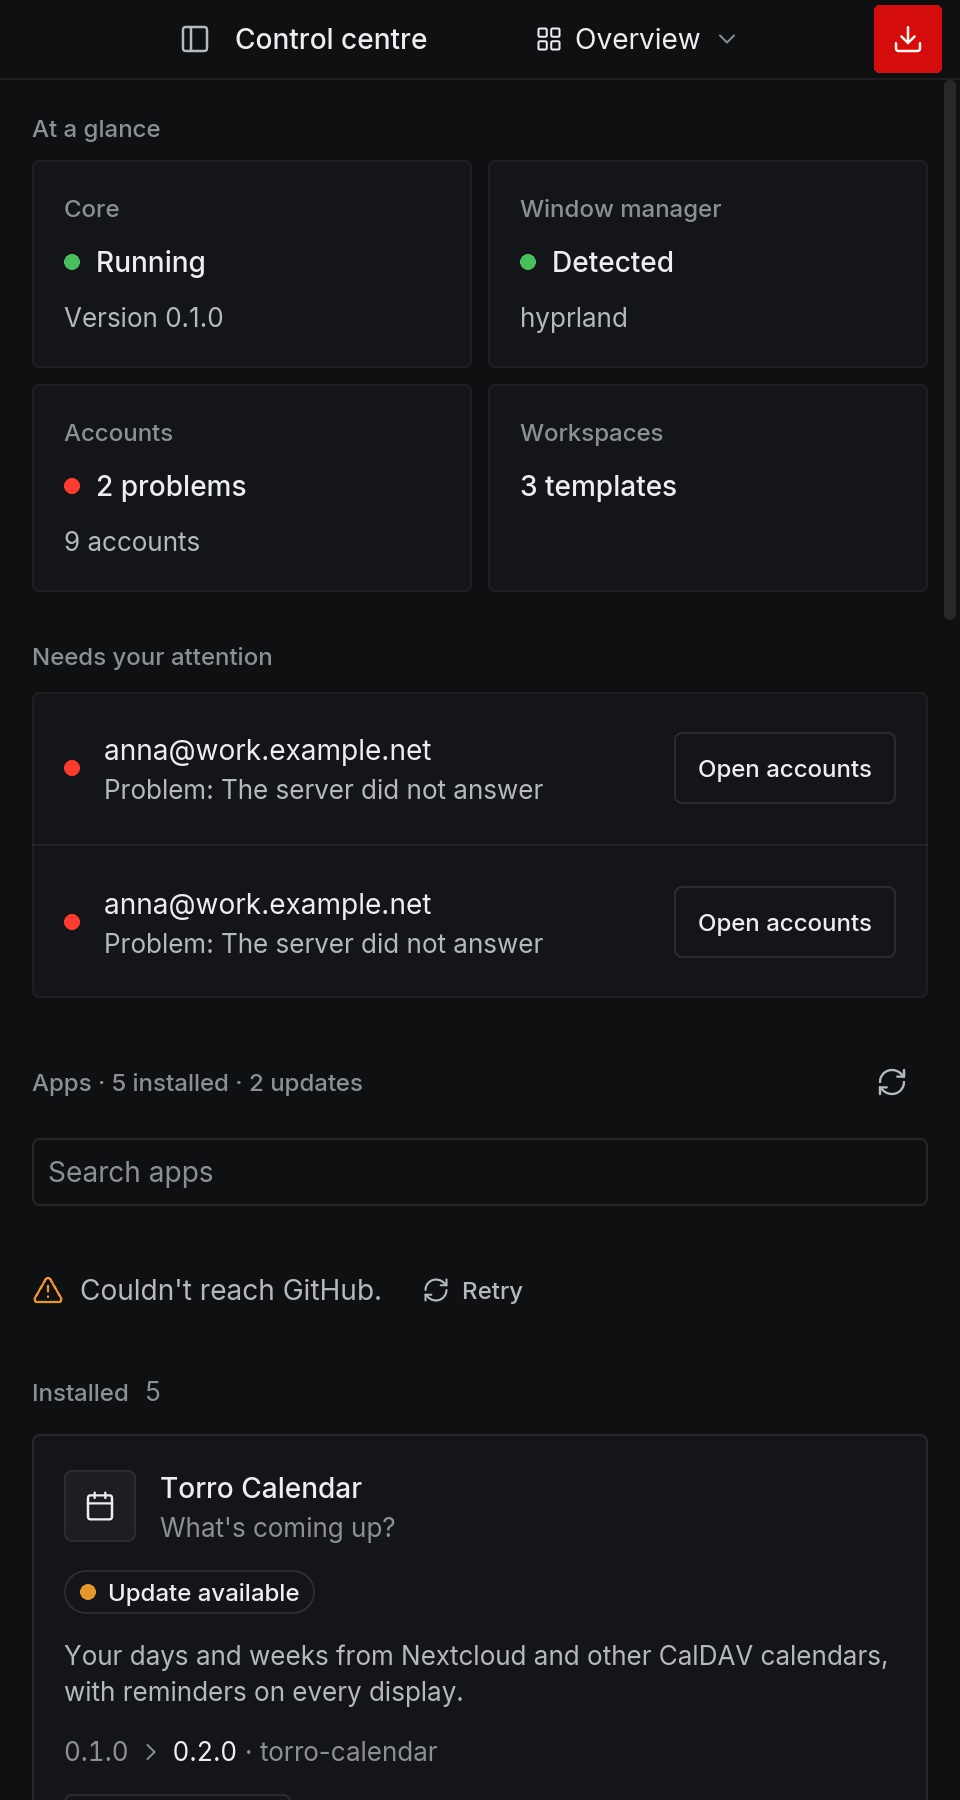 Control centre
Overview
At a glance
Core
Running
Version 0.1.0
Window manager
Detected
hyprland
Accounts
2 problems
9 accounts
Workspaces
3 templates
Needs your attention
anna@work.example.net
Problem: The server did not answer
Open accounts
anna@work.example.net
Problem: The server did not answer
Open accounts
Apps · 5 installed · 2 updates
Search apps
Couldn't reach GitHub.
Retry
Installed 5
Torro Calendar
What's coming up?
Update available
Your days and weeks from Nextcloud and other CalDAV calendars,
with reminders on every display.
0.1.0 > 0.2.0 · torro-calendar